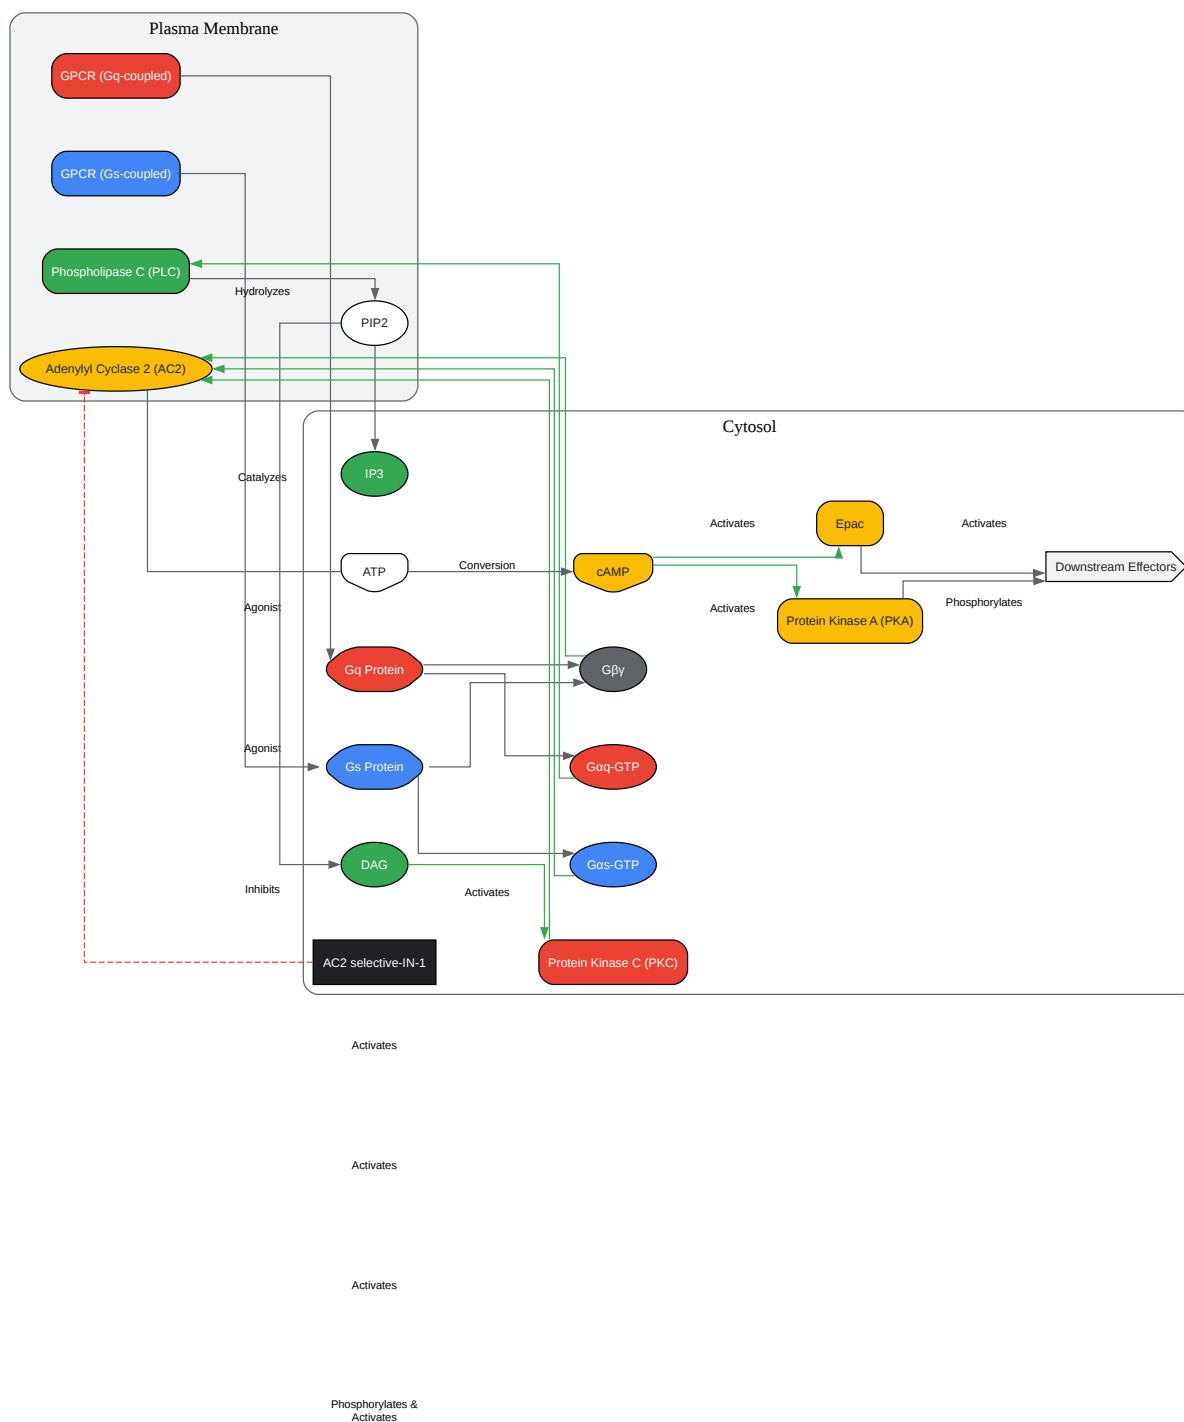 Plasma Membrane
GPCR (Gq-coupled)
GPCR (Gs-coupled)
Phospholipase C (PLC)
Hydrolyzes
PIP2
Adenylyl Cyclase 2 (AC2)
Cytosol
Catalyzes
IP3
Activates
Epac
Activates
ATP
Conversion
cAMP
Downstream Effectors
Agonist
Activates
Protein Kinase A (PKA)
Phosphorylates
Gq Protein
Gβγ
Agonist
Gs Protein
Gαq-GTP
DAG
Gαs-GTP
Inhibits
Activates
AC2 selective-IN-1
Protein Kinase C (PKC)
Activates
Activates
Activates
Phosphorylates &
Activates